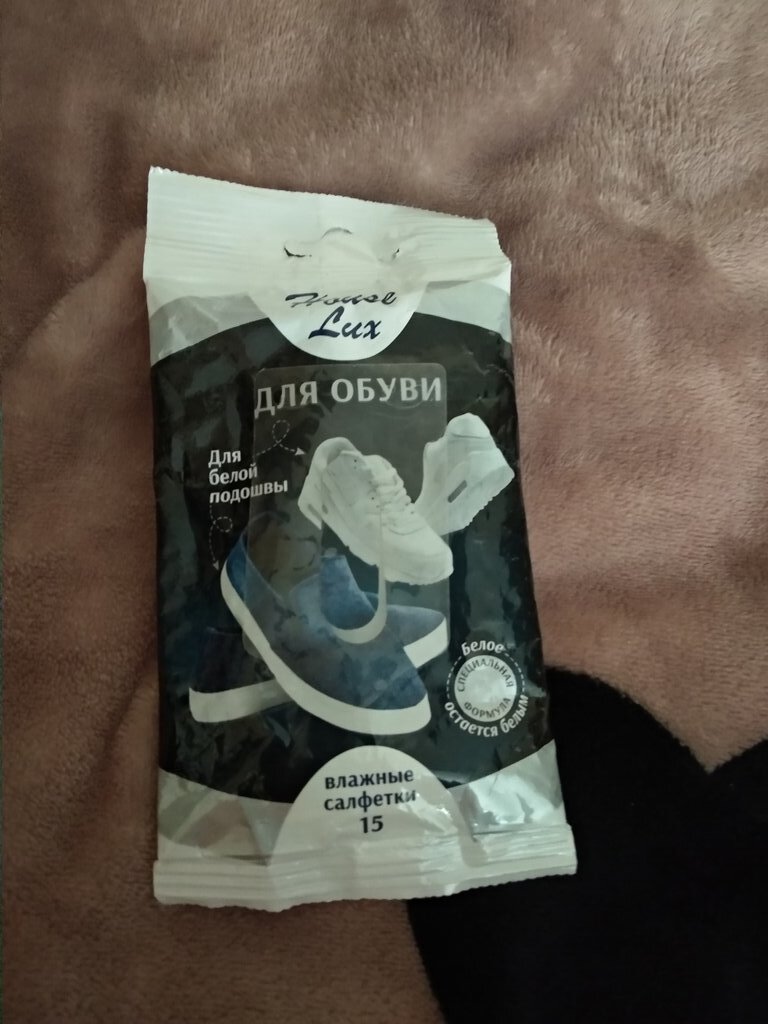 House
Lux
ДЛЯ ОБУВИ
Для
белой
подошвы
Белое
СПЕЦИАЛЬНАЯ
ФОРМУЛА
остается белым
влажные
салфетки
15